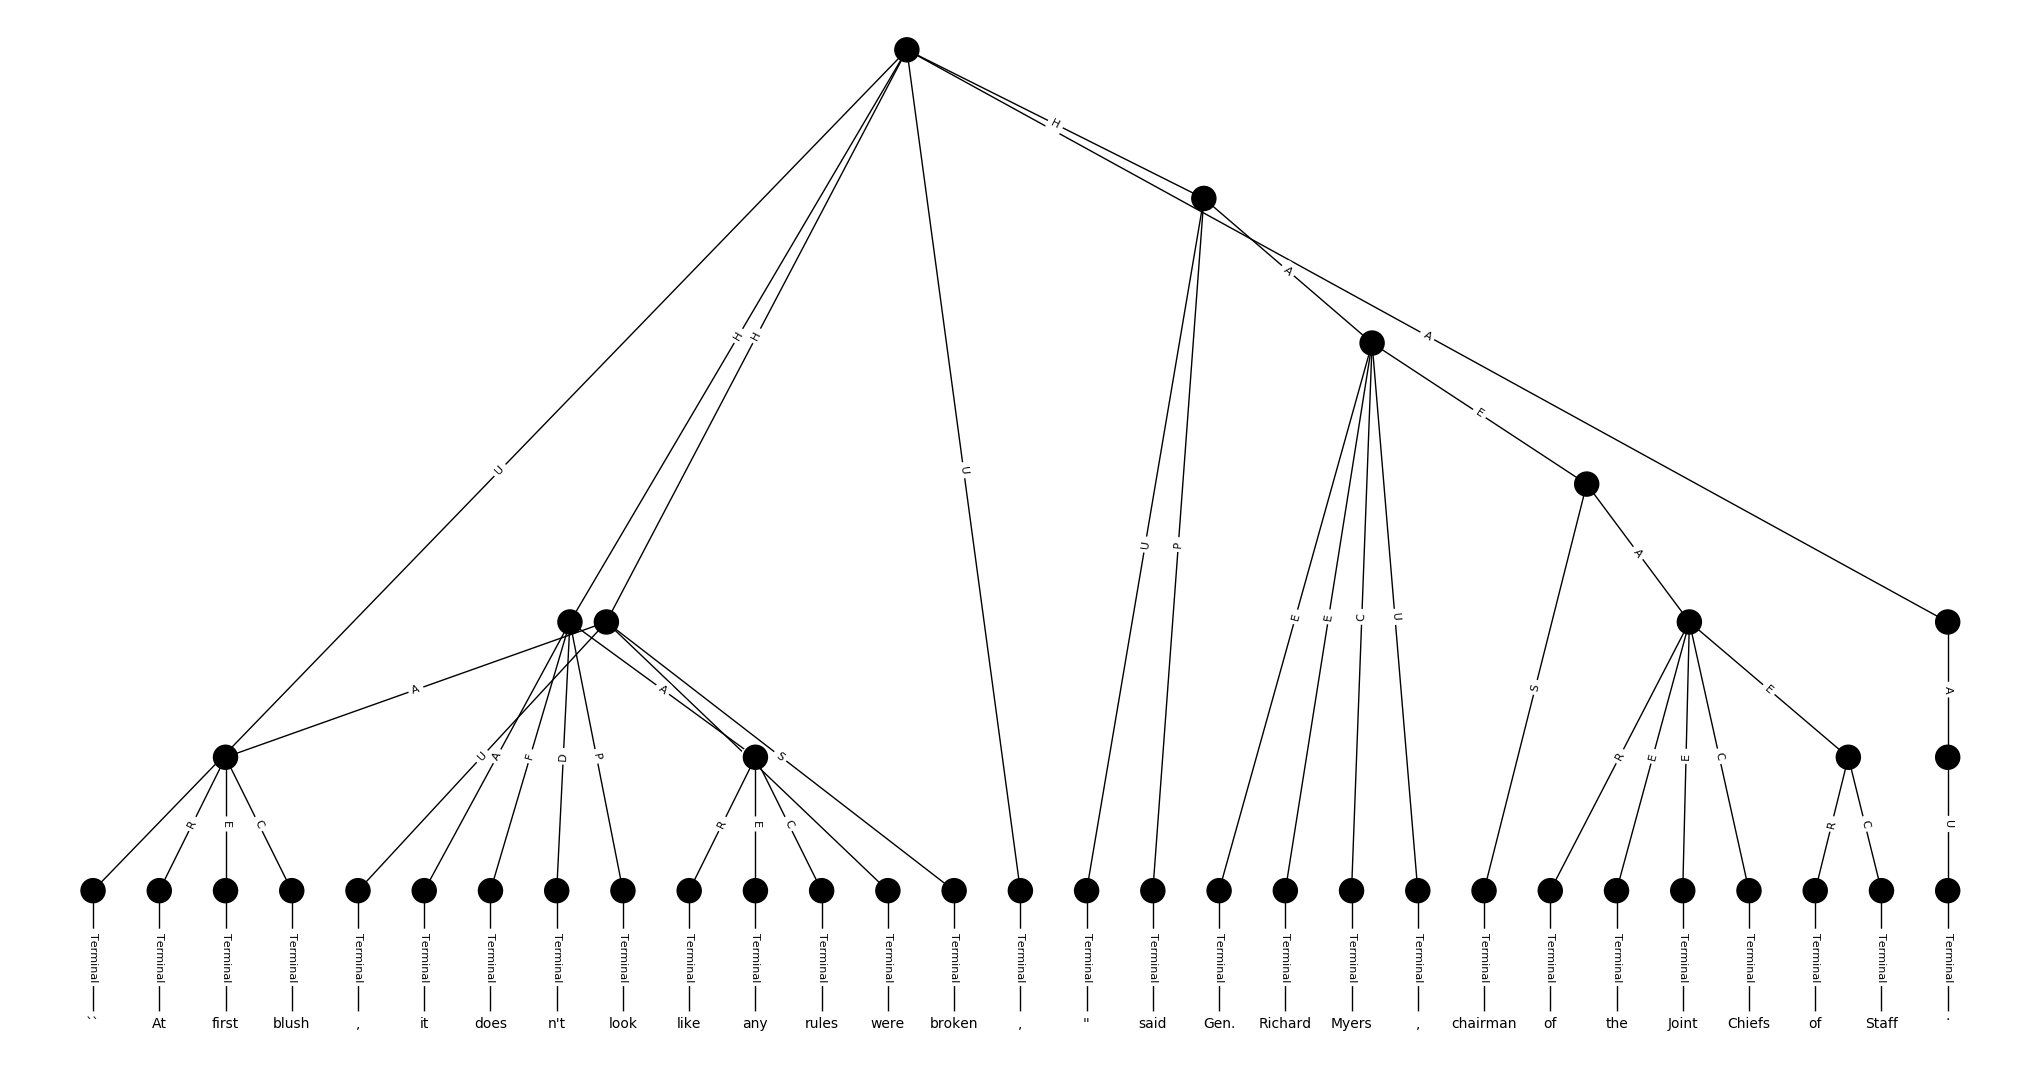 H
H
A
H H
A
E
U U
U P
A
E E C U
A A
S
A E
U A F D P S R E E C
R E C R E C R C U
Terminal Terminal Terminal Terminal Terminal Terminal Terminal Terminal Terminal Terminal Terminal Terminal Terminal Terminal Terminal Terminal Terminal Terminal Terminal Terminal Terminal Terminal Terminal Terminal Terminal Terminal Terminal Terminal Terminal
`` At first blush , it does n't look like any rules were broken , " said Gen. Richard Myers , chairman of the Joint Chiefs of Staff .